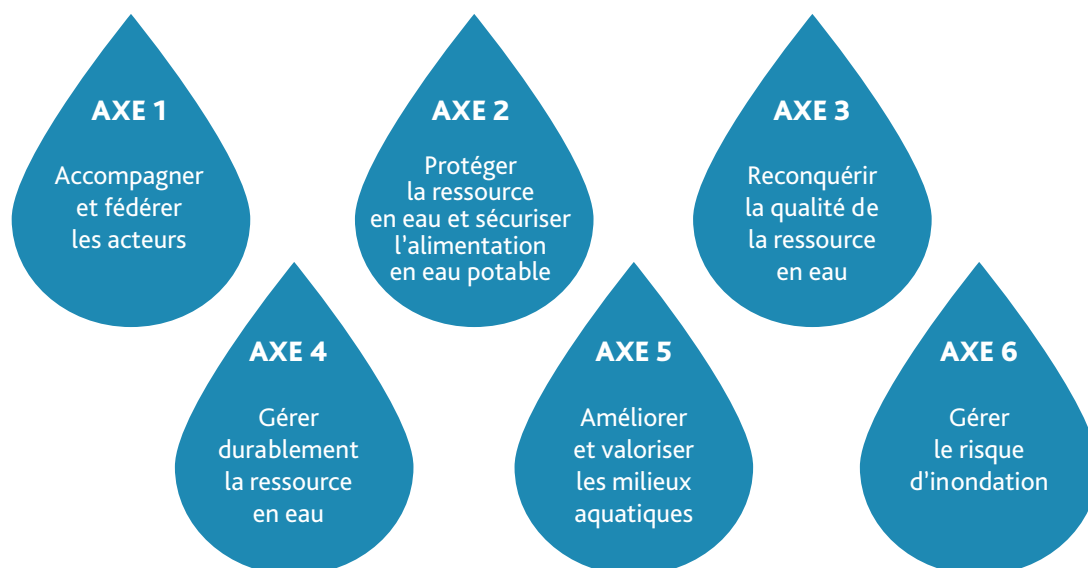 AXE 1
Accompagner
et fédérer
les acteurs
AXE 2
Protéger
la ressource
en eau et sécuriser
l’alimentation
en eau potable
AXE 3
Reconquérir
la qualité de
la ressource
en eau
AXE 4
Gérer
durablement
la ressource
en eau
AXE 5
Améliorer
et valoriser
les milieux
aquatiques
AXE 6
Gérer
le risque
d’inondation